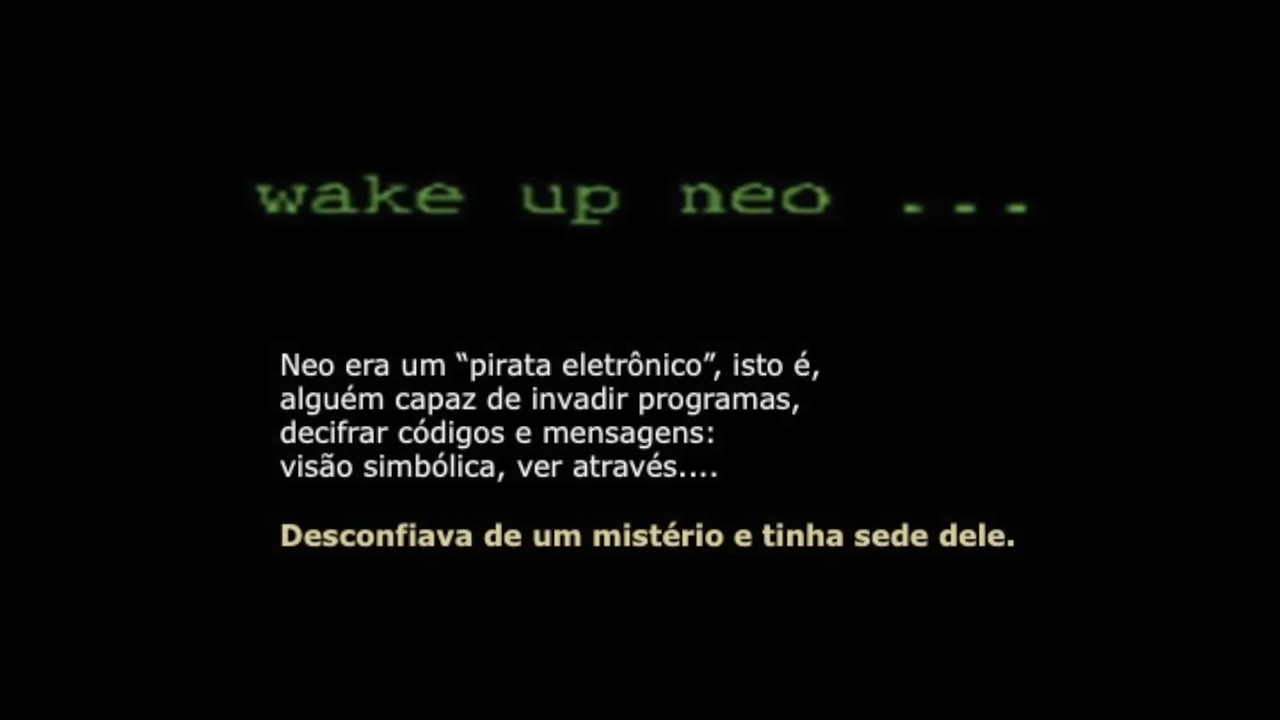 wake up neo ...
Neo era um “pirata eletrônico”, isto é,
alguém capaz de invadir programas,
decifrar códigos e mensagens:
visão simbólica, ver através....
Desconfiava de um mistério e tinha sede dele.